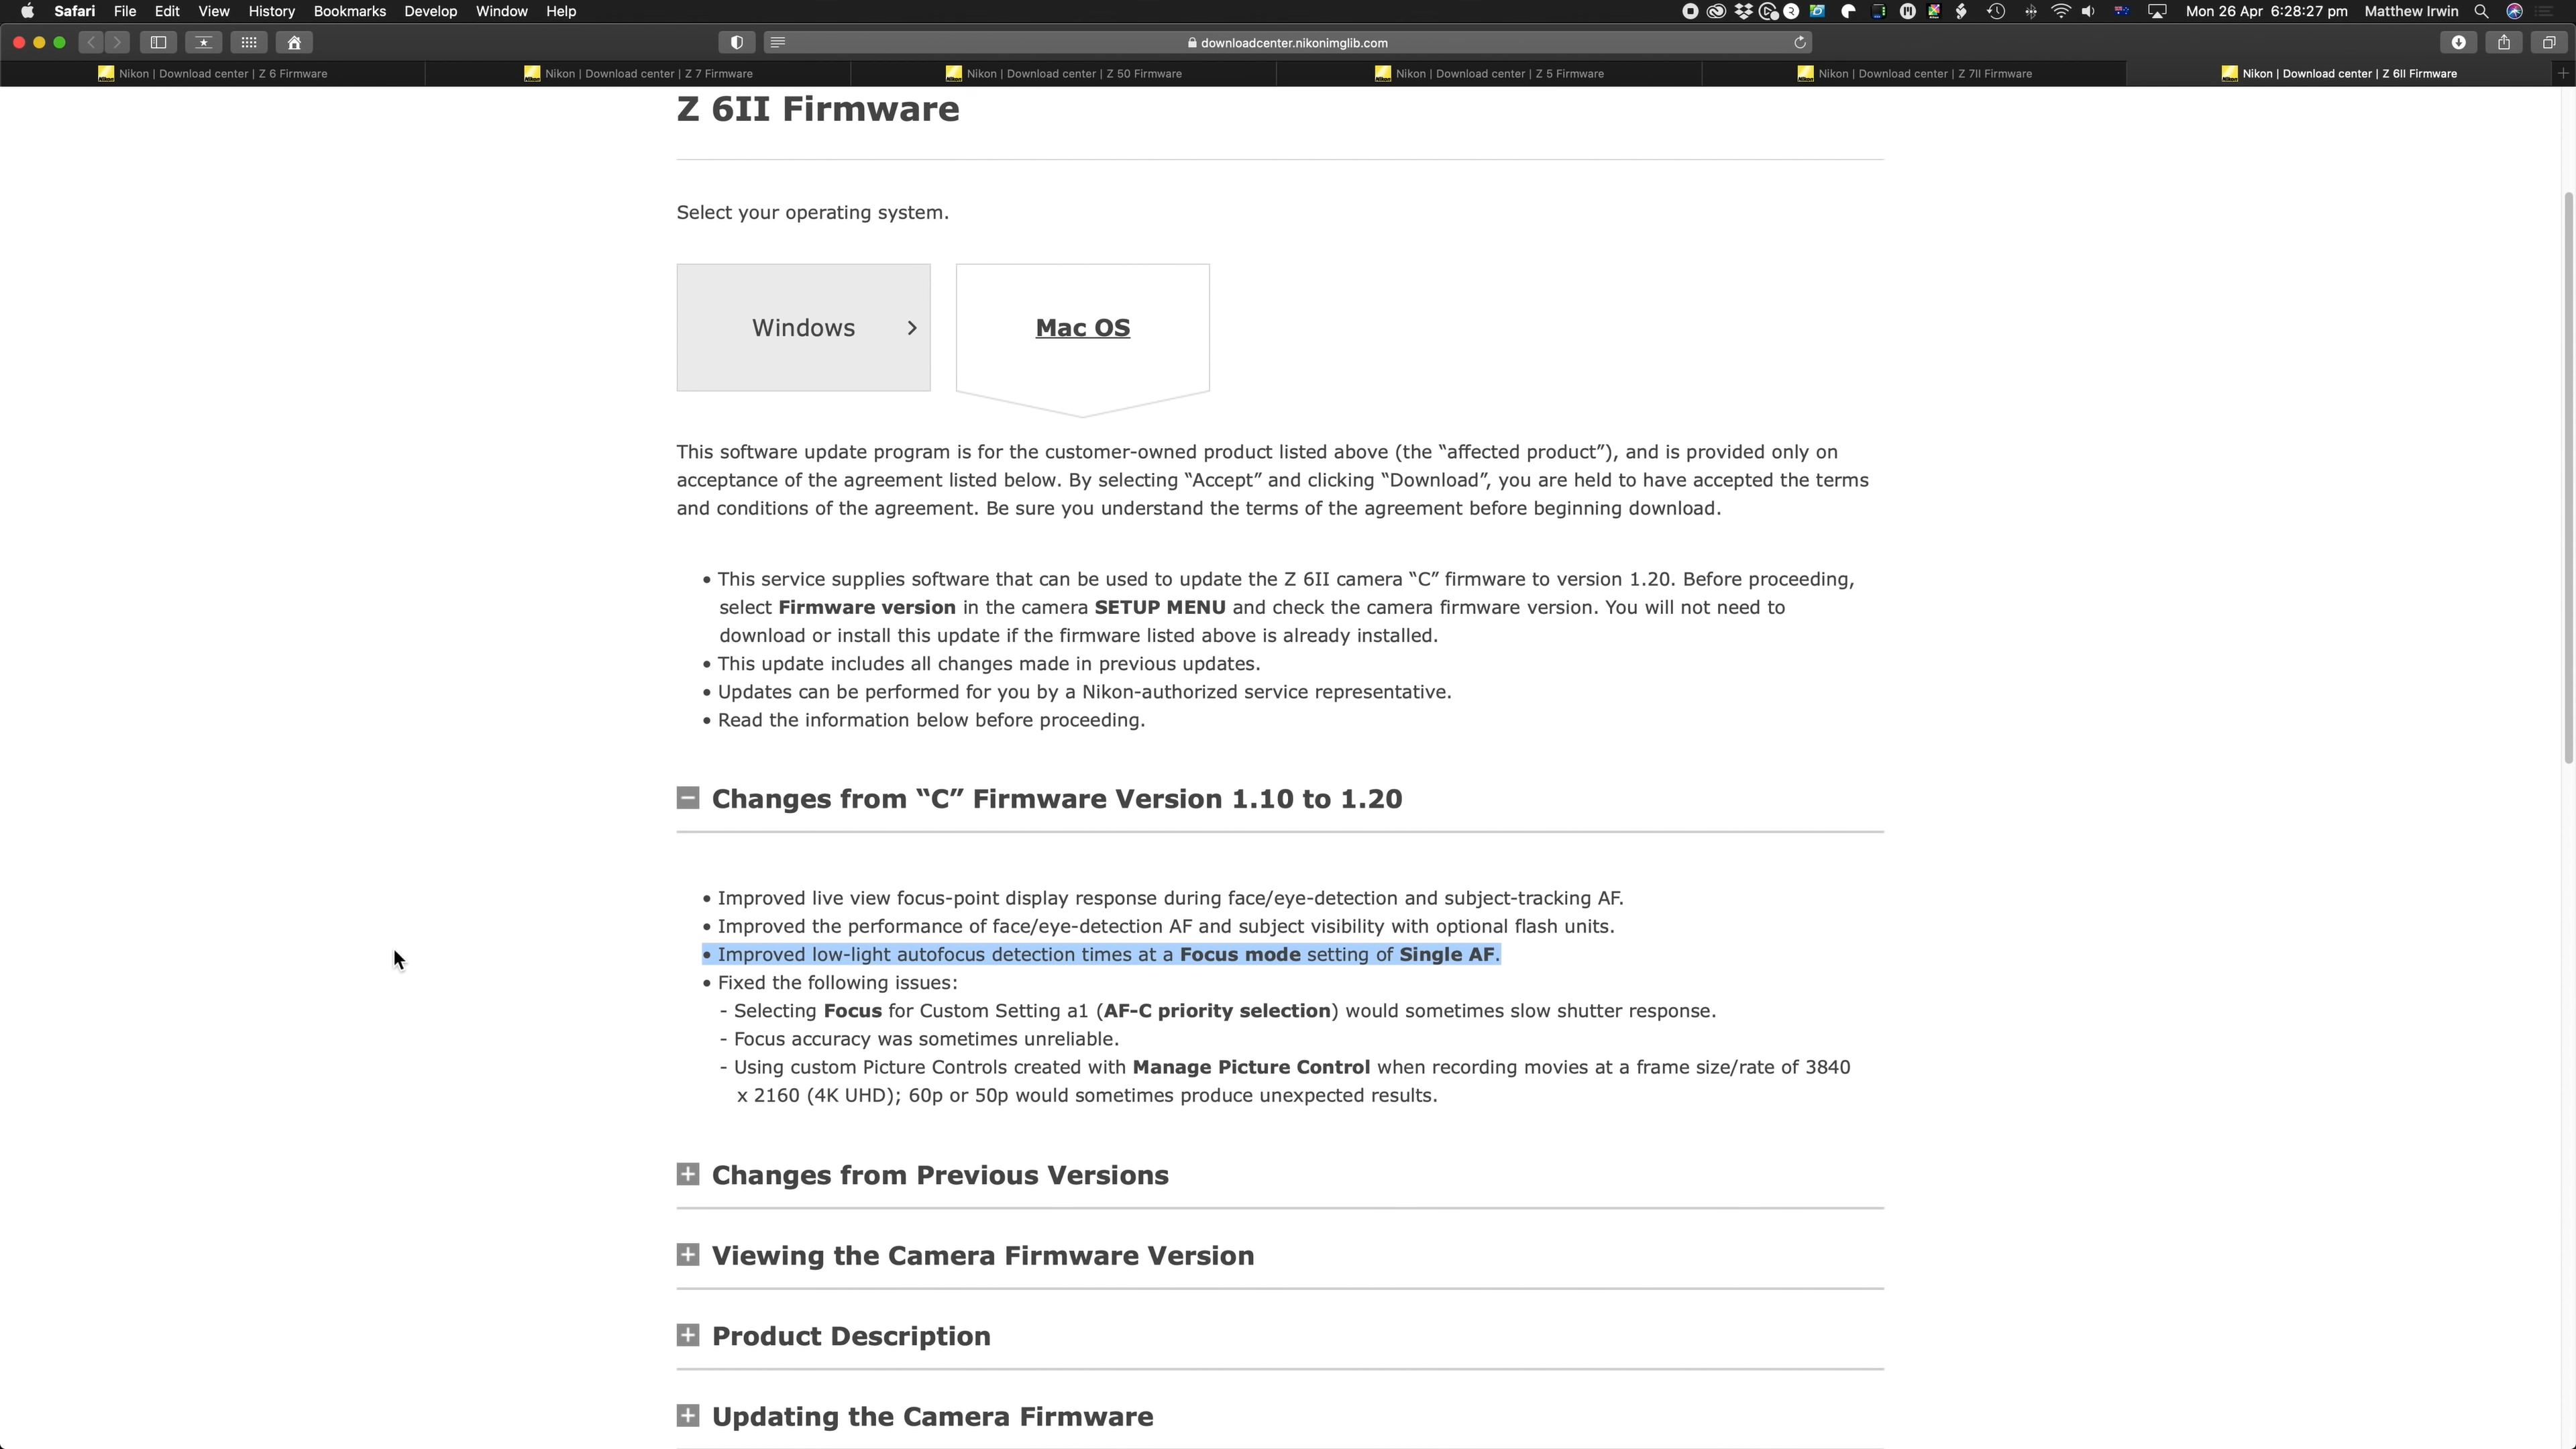 Safari File Edit View History Bookmarks Develop Window Help
Mon 26 Apr 6:28:27 pm Matthew Irwin
downloadcenter.nikonimglib.com
Nikon | Download center | Z 6 Firmware
Nikon | Download center | Z 7 Firmware
Nikon | Download center | Z 50 Firmware
Nikon | Download center | Z 5 Firmware
Nikon | Download center | Z 7II Firmware
Nikon | Download center | Z 6II Firmware
Z 6II Firmware
Select your operating system.
Windows
Mac OS
This software update program is for the customer-owned product listed above (the “affected product”), and is provided only on
acceptance of the agreement listed below. By selecting “Accept” and clicking “Download”, you are held to have accepted the terms
and conditions of the agreement. Be sure you understand the terms of the agreement before beginning download.
• This service supplies software that can be used to update the Z 6II camera “C” firmware to version 1.20. Before proceeding,
select Firmware version in the camera SETUP MENU and check the camera firmware version. You will not need to
download or install this update if the firmware listed above is already installed.
• This update includes all changes made in previous updates.
• Updates can be performed for you by a Nikon-authorized service representative.
• Read the information below before proceeding.
Changes from “C” Firmware Version 1.10 to 1.20
• Improved live view focus-point display response during face/eye-detection and subject-tracking AF.
• Improved the performance of face/eye-detection AF and subject visibility with optional flash units.
• Improved low-light autofocus detection times at a Focus mode setting of Single AF.
• Fixed the following issues:
- Selecting Focus for Custom Setting a1 (AF-C priority selection) would sometimes slow shutter response.
- Focus accuracy was sometimes unreliable.
- Using custom Picture Controls created with Manage Picture Control when recording movies at a frame size/rate of 3840
x 2160 (4K UHD); 60p or 50p would sometimes produce unexpected results.
Changes from Previous Versions
Viewing the Camera Firmware Version
Product Description
Updating the Camera Firmware